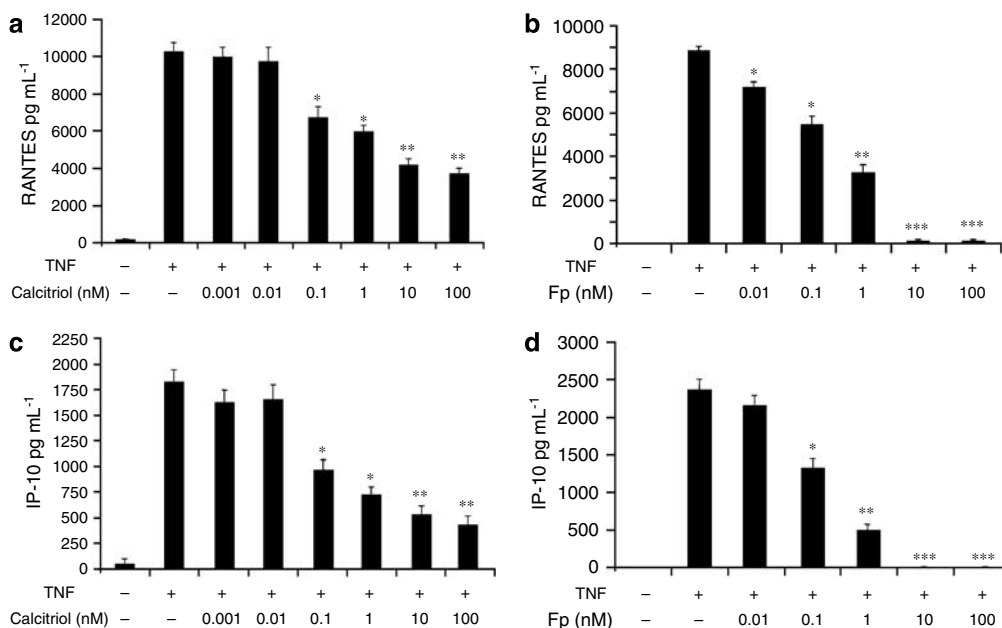 a
RANTES pg mL-1
12000
10000
8000
6000
4000
2000
0
* * ** **
TNF – + + + + + + +
Calcitriol (nM) – – 0.001 0.01 0.1 1 10 100
b
RANTES pg mL-1
8000
6000
4000
2000
0
* * ** *** ***
TNF – + + + + + +
Fp (nM) – – 0.01 0.1 1 10 100
c
IP-10 pg mL-1
2250
2000
1750
1500
1250
1000
750
500
250
0
* * ** **
TNF – + + + + + + +
Calcitriol (nM) – – 0.001 0.01 0.1 1 10 100
d
IP-10 pg mL-1
3000
2500
2000
1500
1000
500
0
* ** *** ***
TNF – + + + + + +
Fp (nM) – – 0.01 0.1 1 10 100